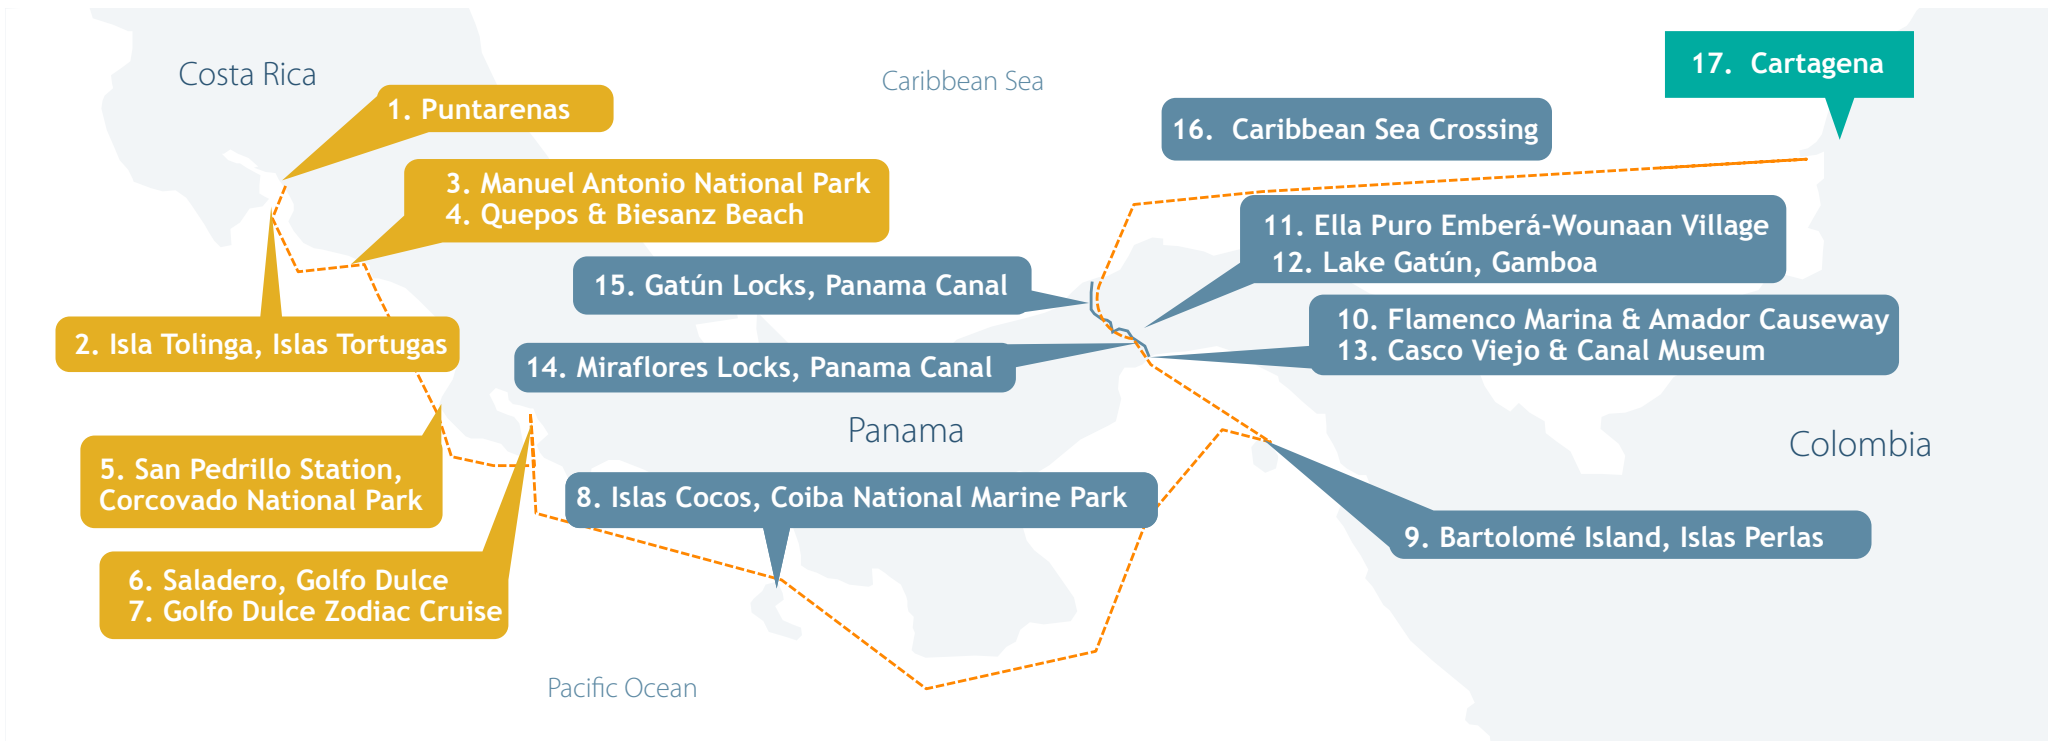 Costa Rica
Caribbean Sea
17. Cartagena
1. Puntarenas
16. Caribbean Sea Crossing
3. Manuel Antonio National Park
4. Quepos & Biesanz Beach
11. Ella Puro Emberá-Wounaan Village
12. Lake Gatún, Gamboa
15. Gatún Locks, Panama Canal
10. Flamenco Marina & Amador Causeway
13. Casco Viejo & Canal Museum
2. Isla Tolinga, Islas Tortugas
14. Miraflores Locks, Panama Canal
Panama
Colombia
5. San Pedrillo Station,
Corcovado National Park
8. Islas Cocos, Coiba National Marine Park
9. Bartolomé Island, Islas Perlas
6. Saladero, Golfo Dulce
7. Golfo Dulce Zodiac Cruise
Pacific Ocean